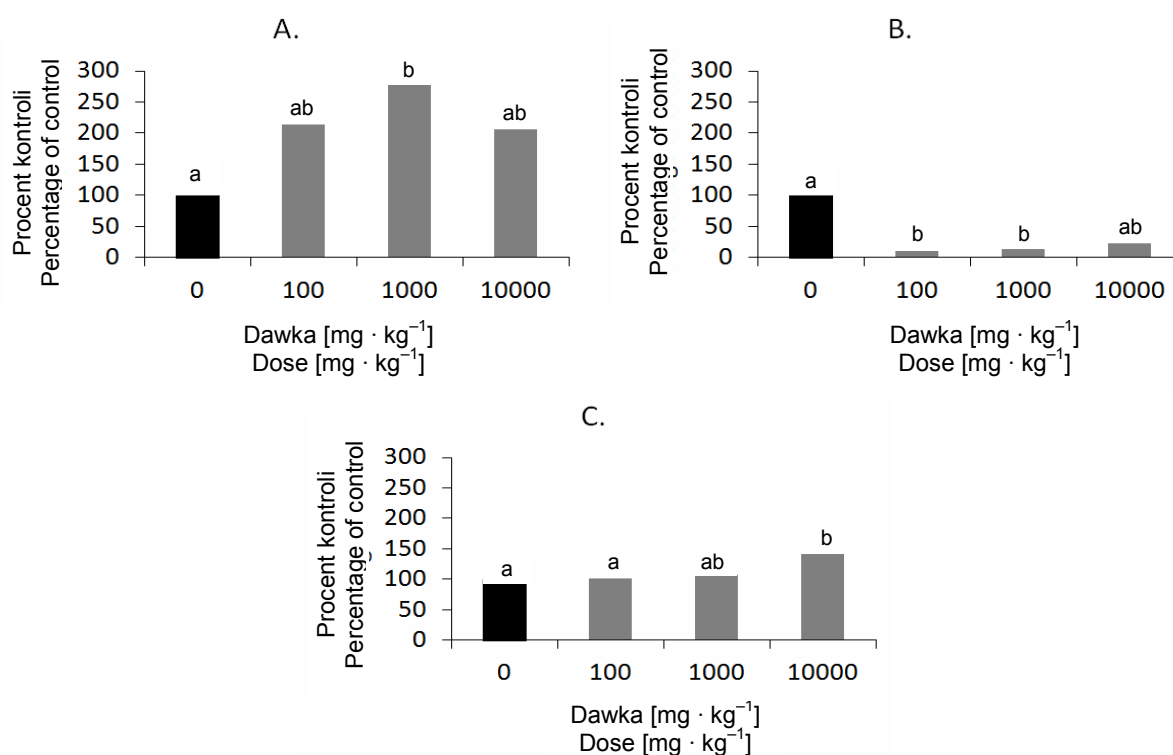 A.
Procent kontroli
Percentage of control
300
250
200
150
100
50
0
a
ab
b
ab
0 100 1000 10000
Dawka [mg · kg⁻¹]
Dose [mg · kg⁻¹]
B.
Procent kontroli
Percentage of control
300
250
200
150
100
50
0
a
b
b
ab
0 100 1000 10000
Dawka [mg · kg⁻¹]
Dose [mg · kg⁻¹]
C.
Procent kontroli
Percentage of control
300
250
200
150
100
50
0
a
a
ab
b
0 100 1000 10000
Dawka [mg · kg⁻¹]
Dose [mg · kg⁻¹]